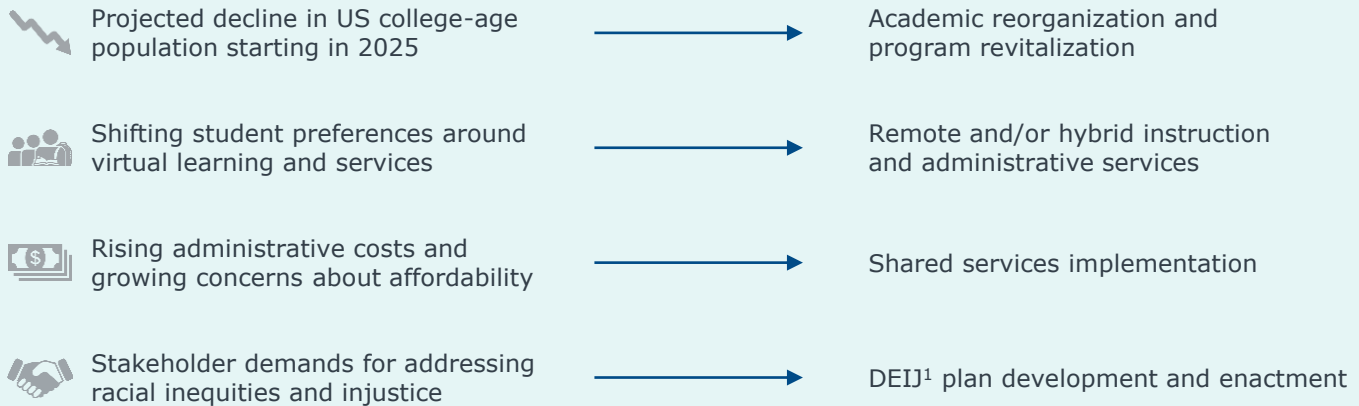 Projected decline in US college-age
population starting in 2025
Academic reorganization and
program revitalization
Shifting student preferences around
virtual learning and services
Remote and/or hybrid instruction
and administrative services
$
Rising administrative costs and
growing concerns about affordability
Shared services implementation
Stakeholder demands for addressing
racial inequities and injustice
DEIJ¹ plan development and enactment